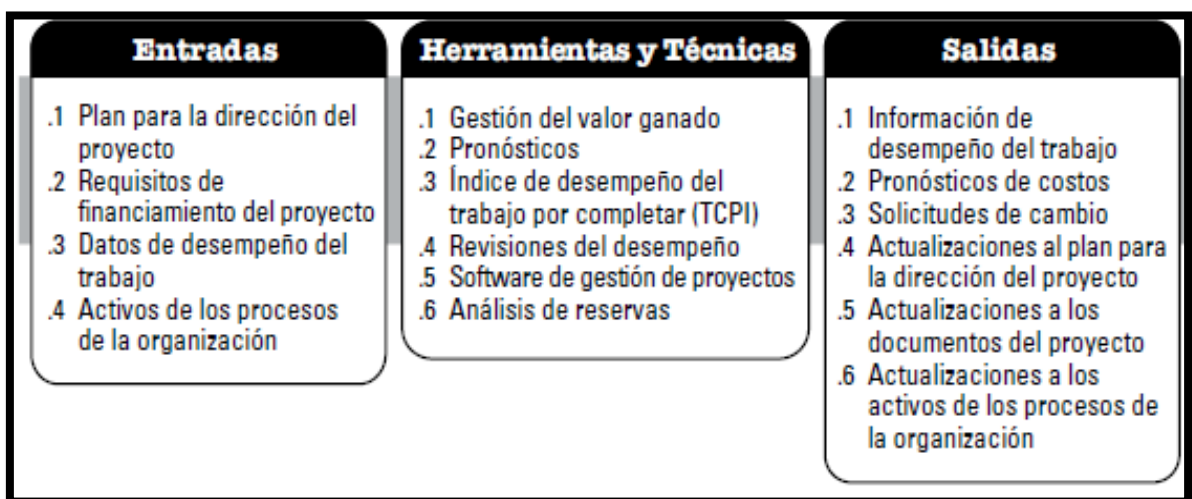 Entradas
.1 Plan para la dirección del
proyecto
.2 Requisitos de
financiamiento del proyecto
.3 Datos de desempeño del
trabajo
.4 Activos de los procesos
de la organización
Herramientas y Técnicas
.1 Gestión del valor ganado
.2 Pronósticos
.3 Índice de desempeño del
trabajo por completar (TCPI)
.4 Revisiones del desempeño
.5 Software de gestión de proyectos
.6 Análisis de reservas
Salidas
.1 Información de
desempeño del trabajo
.2 Pronósticos de costos
.3 Solicitudes de cambio
.4 Actualizaciones al plan para
la dirección del proyecto
.5 Actualizaciones a los
documentos del proyecto
.6 Actualizaciones a los
activos de los procesos de
la organización